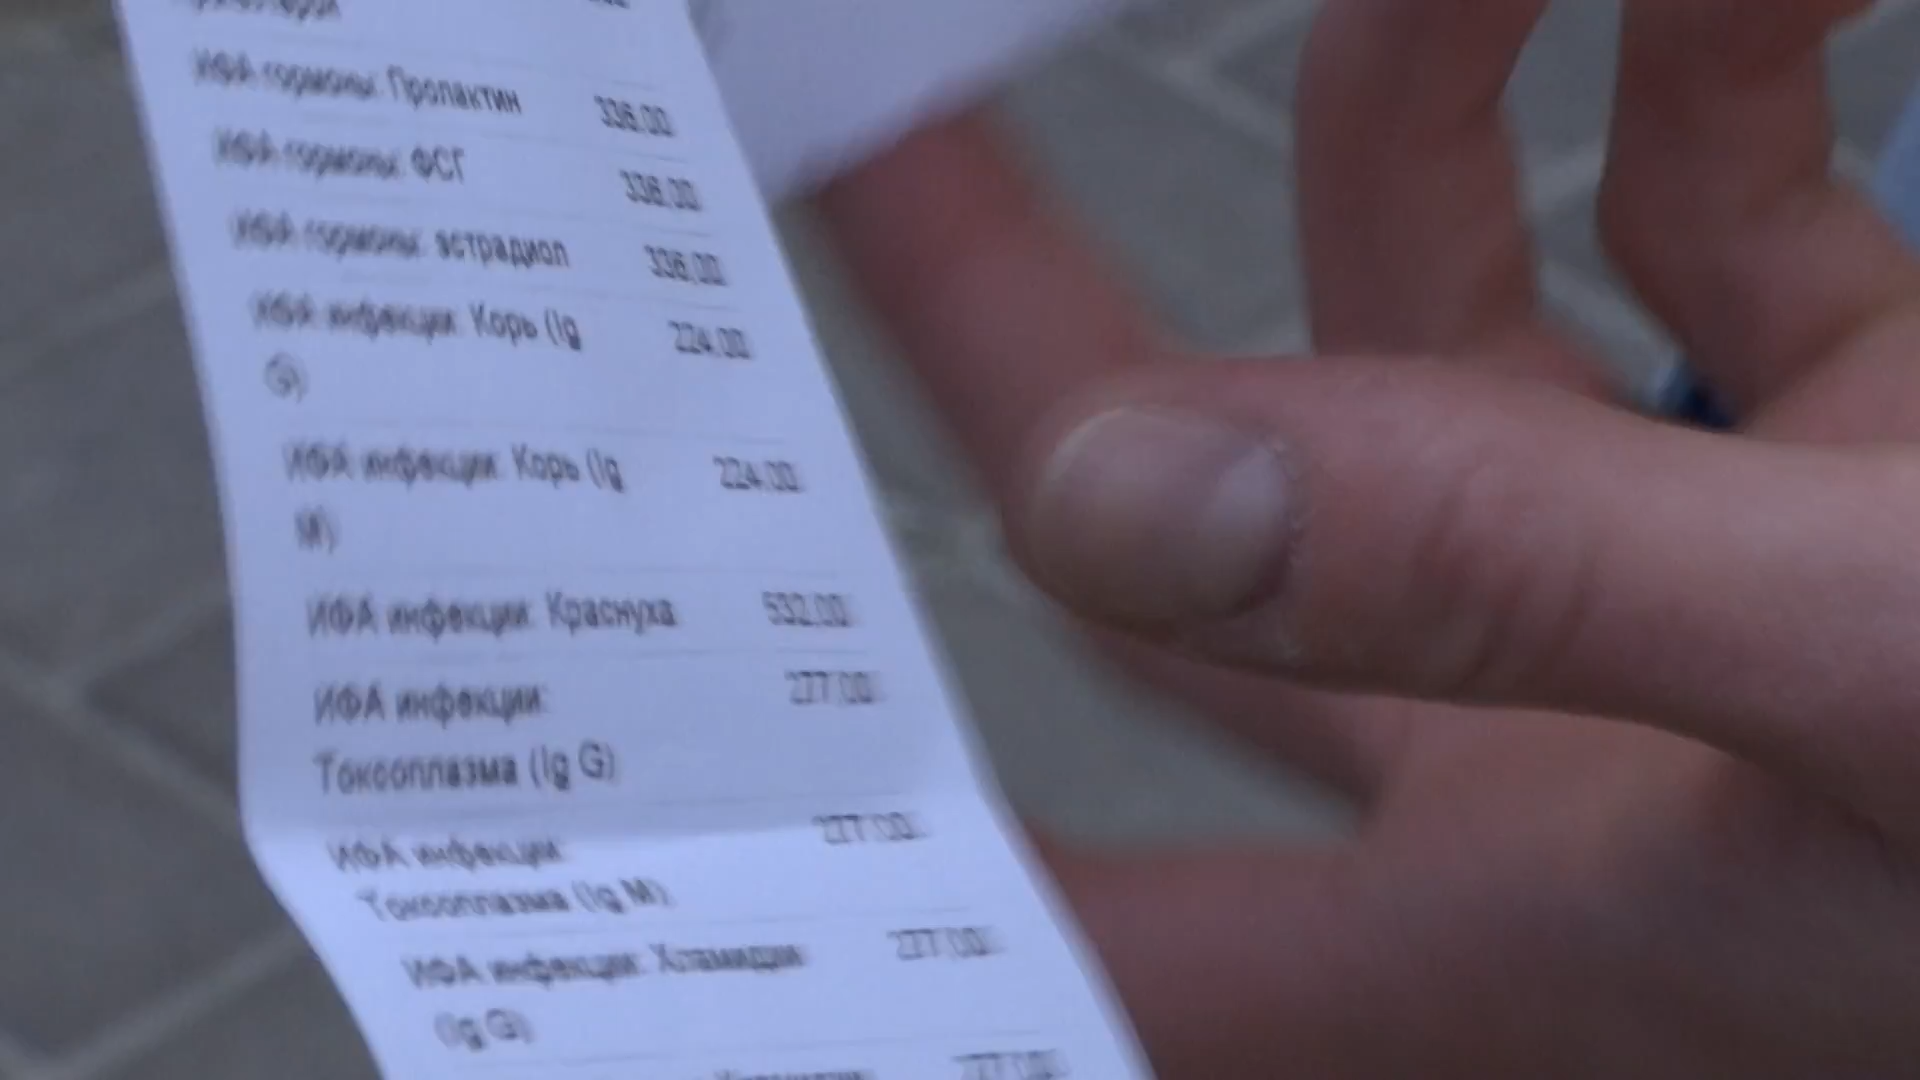 ИФА гормоны: Пролактин 336,00
ИФА гормоны: ФСГ 336,00
ИФА гормоны: эстрадиол 336,00
ИФА инфекции: Корь (Ig 224,00
G)
ИФА инфекции: Корь (Ig 224,00
M)
ИФА инфекции: Краснуха 532,00
ИФА инфекции: 277,00
Токсоплазма (Ig G)
ИФА инфекции: 277,00
Токсоплазма (Ig M)
ИФА инфекции: Хламидии 277,00
(Ig G)
277,00